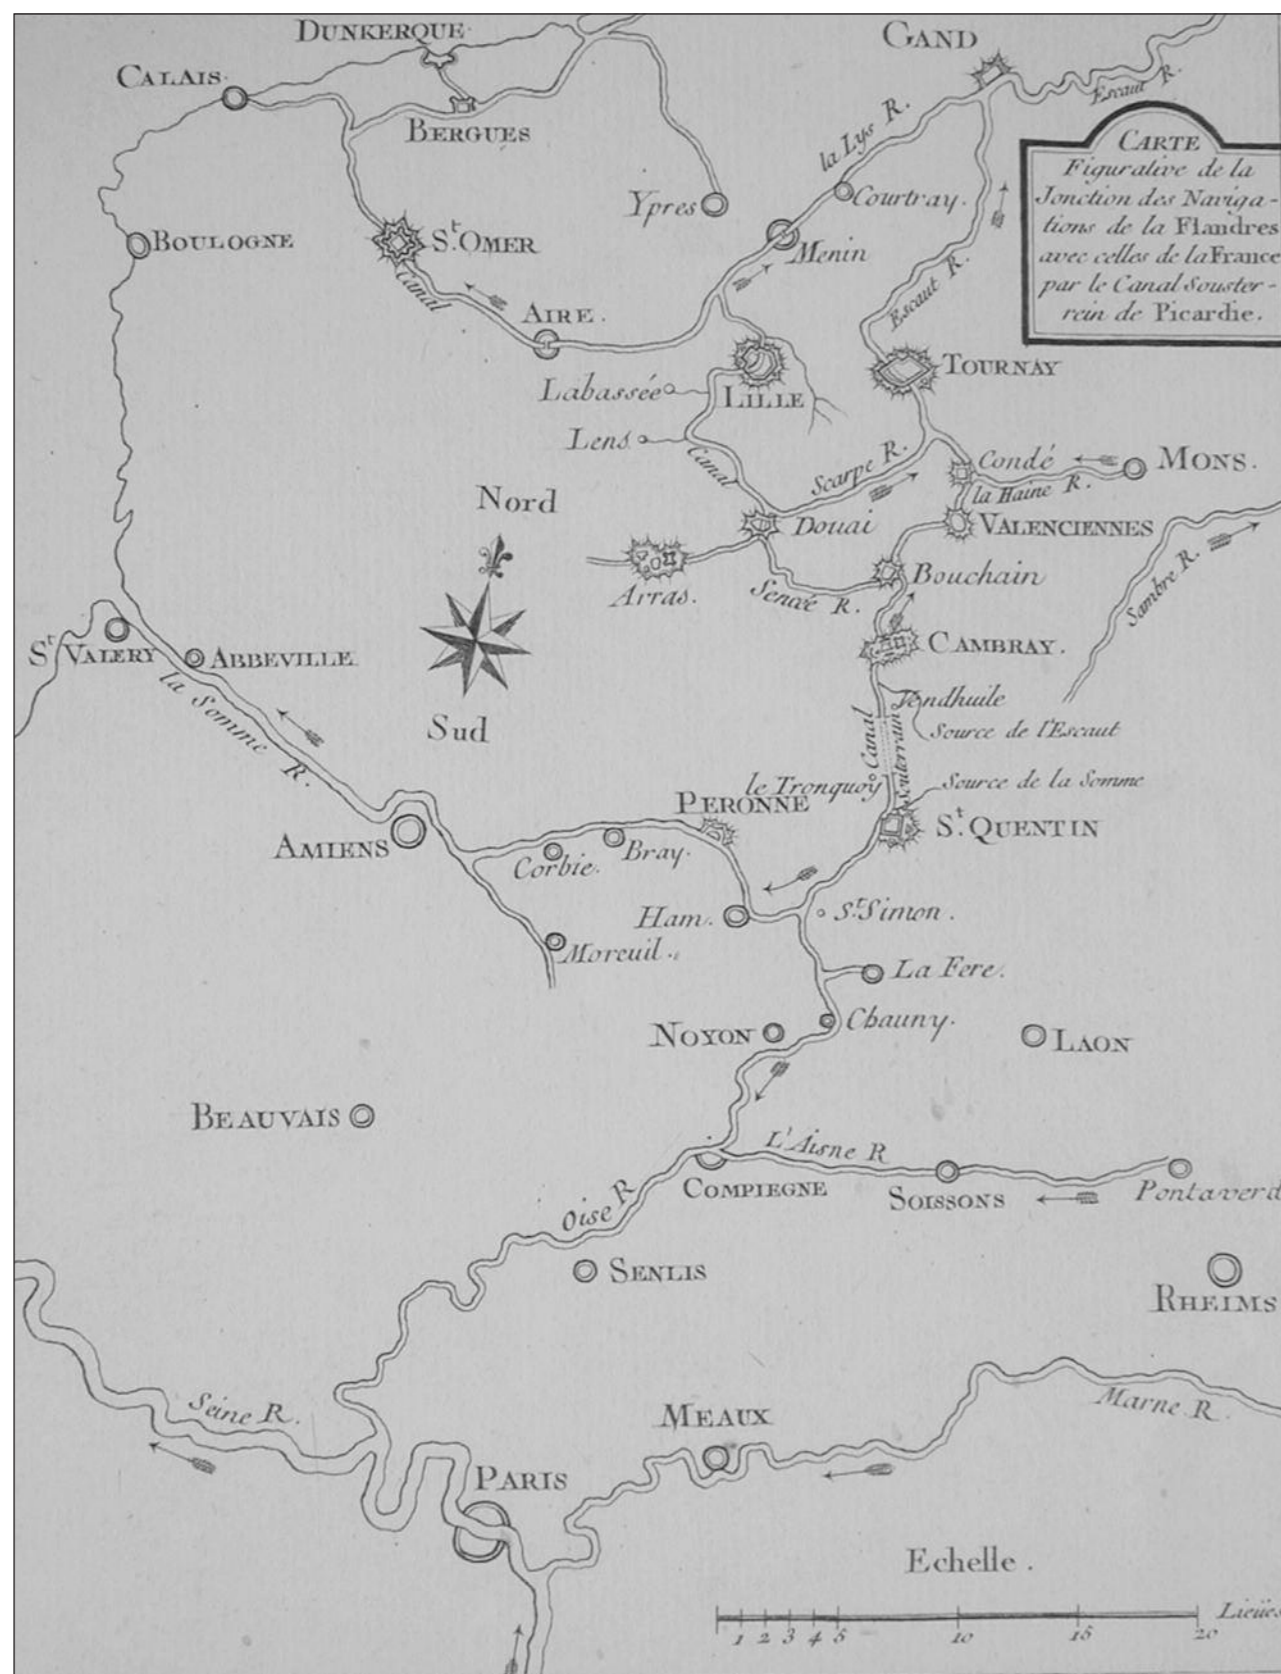 DUNKERQUE
GAND
CALAIS
Escaut R.
BERGUES
la Lys R.
CARTE
Figurative de la
Jonction des Naviga-
tions de la Flandres
avec celles de la France
par le Canal Souster-
rein de Picardie.
Ypres
Courtray.
BOULOGNE
St. OMER
Menin
Canal
Escaut R.
AIRE.
TOURNAY
Labassée
LILLE
Lens
Canal
Scarpe R.
Condé
MONS.
la Haine R.
Nord
Douai
VALENCIENNES
Arras.
Bouchain
Sambre R.
St VALERY
ABBEVILLE
CAMBRAY.
la Somme R.
Sud
Vendhuile
Source de l'Escaut
Canal
Souterrain
le Tronquoy
Source de la Somme
PERONNE
St. QUENTIN
AMIENS
Corbie.
Bray.
Ham.
St. Simon.
Moreuil.
La Fere.
NOYON
Chauny.
LAON
BEAUVAIS
L'Aisne R
COMPIEGNE
SOISSONS
Pontaverd
Oise R
SENLIS
RHEIMS
Seine R.
MEAUX
Marne R.
PARIS
Echelle.
Lieües
1 2 3 4 5 10 15 20